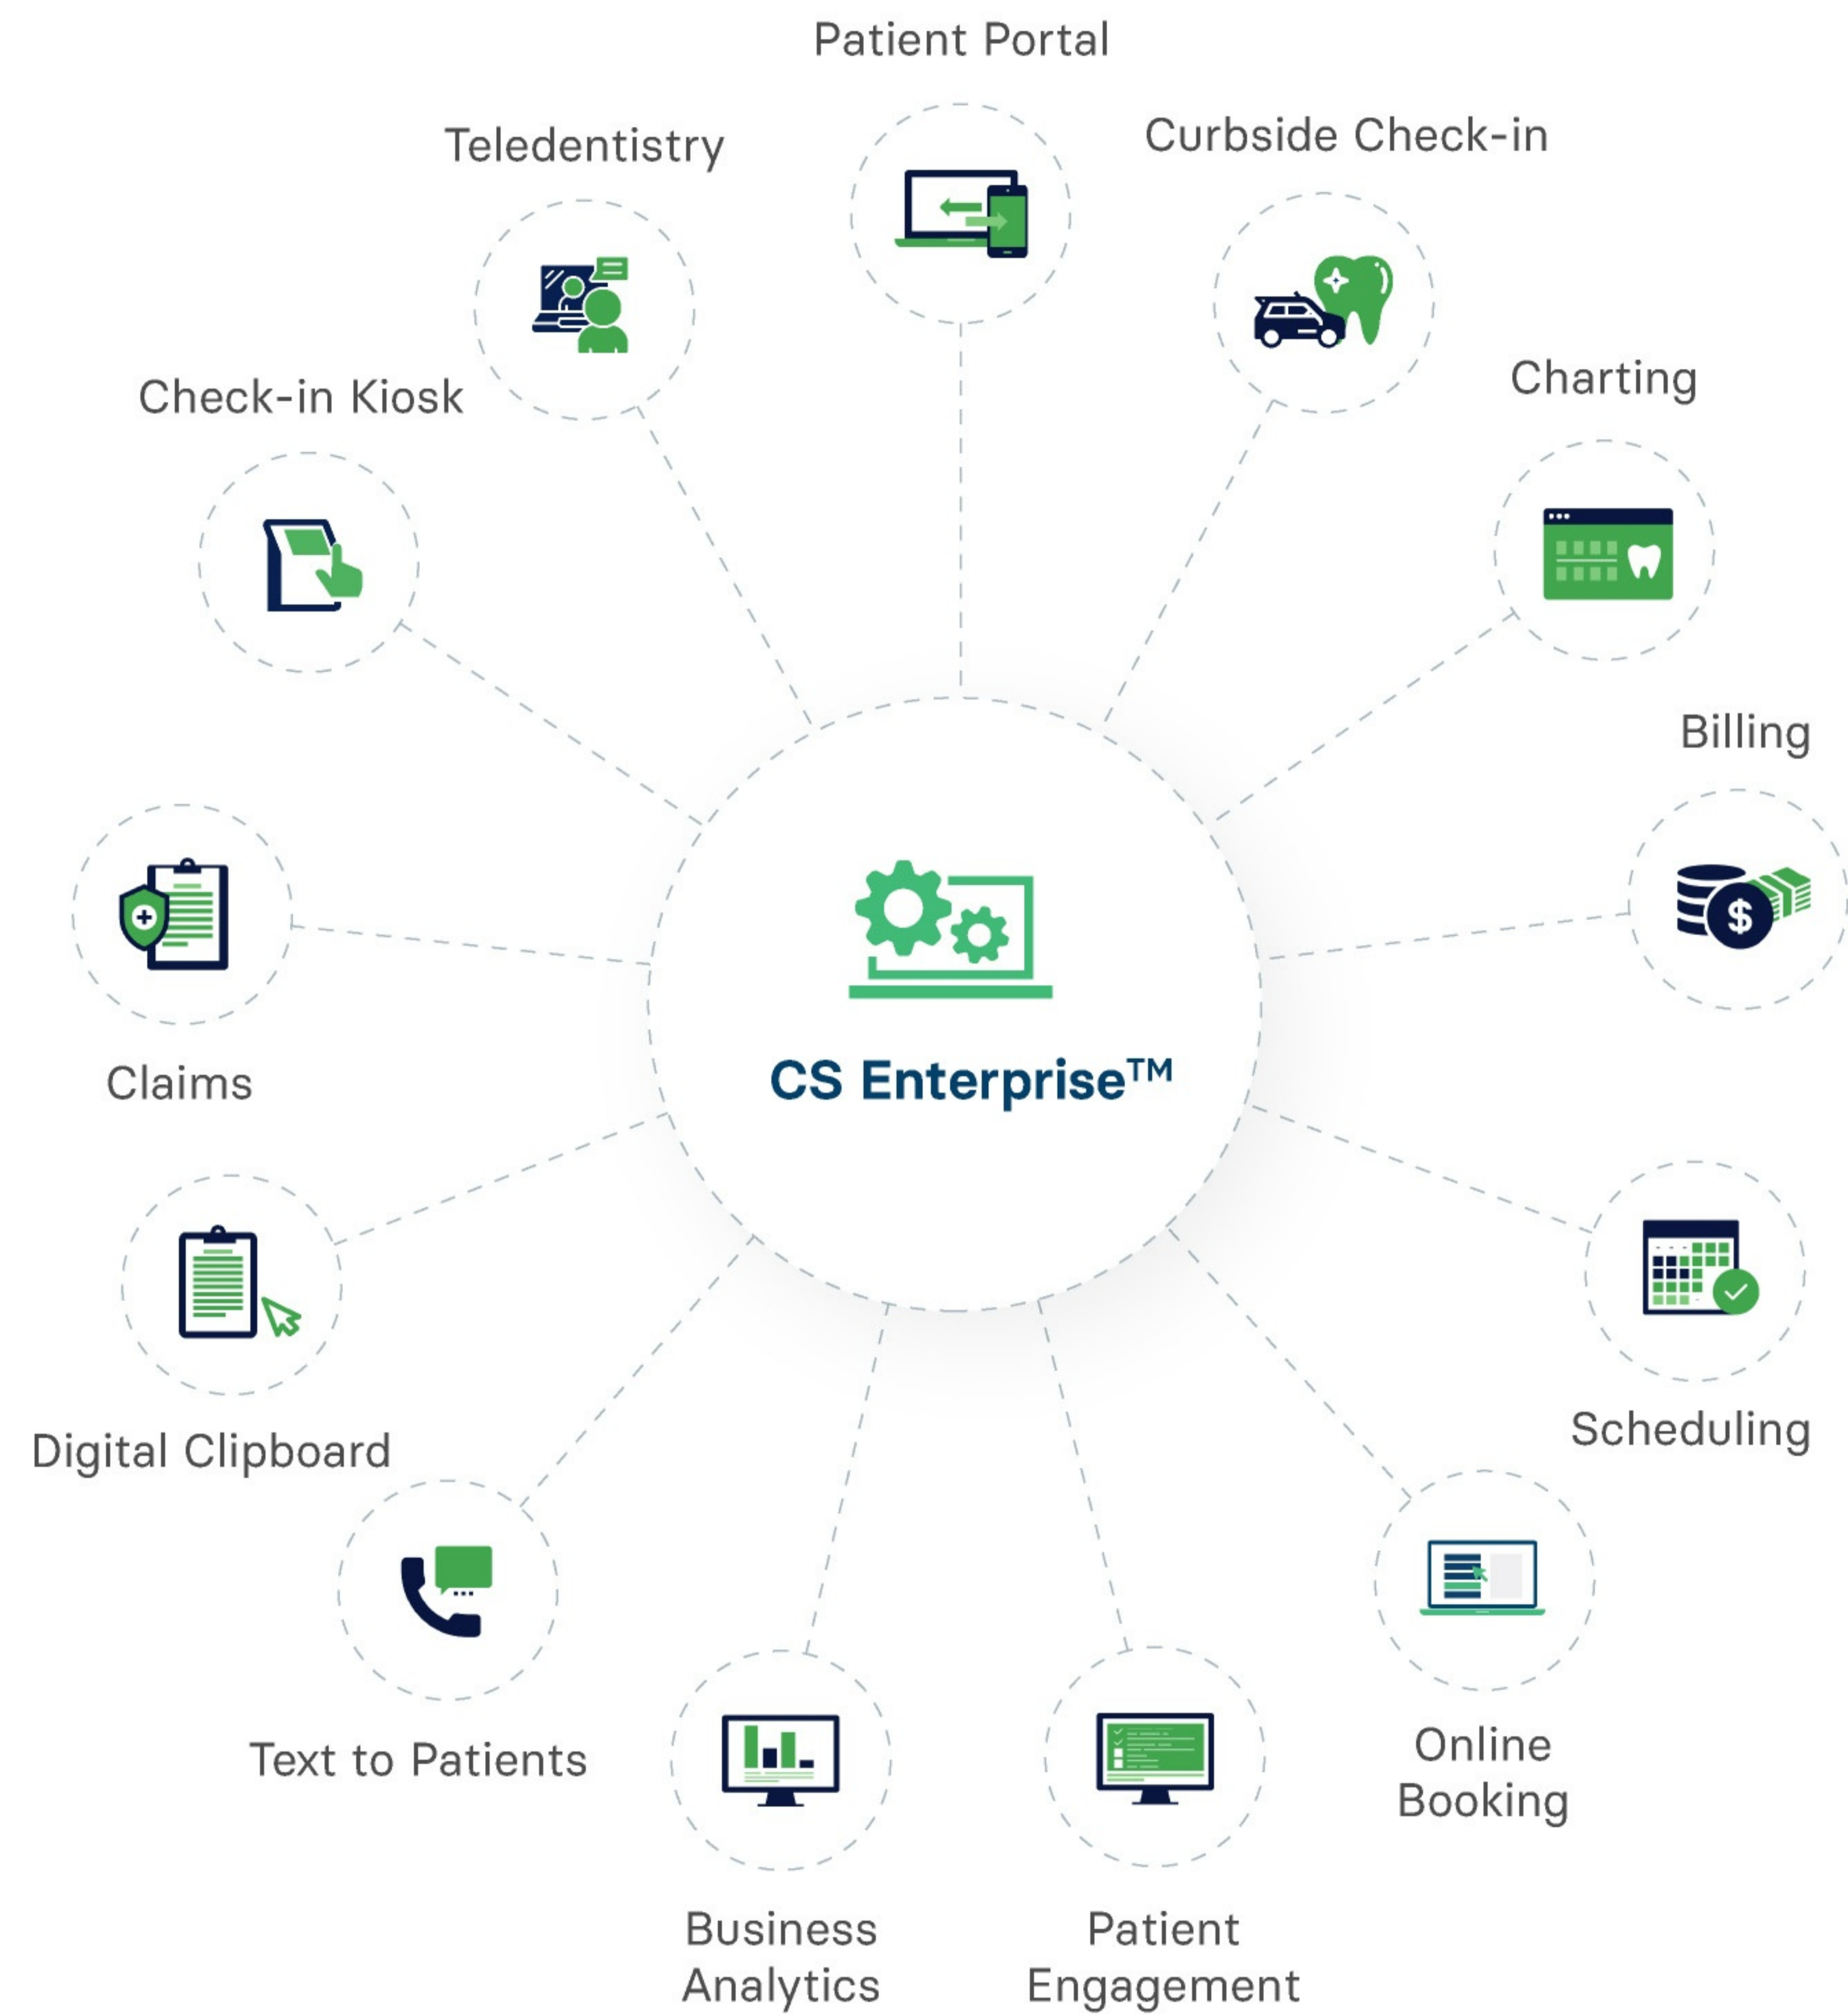 Patient Portal
Teledentistry
Curbside Check-in
Check-in Kiosk
Charting
Billing
$
CS Enterprise™
Claims
Scheduling
Digital Clipboard
Text to Patients
Online
Booking
Business
Analytics
Patient
Engagement